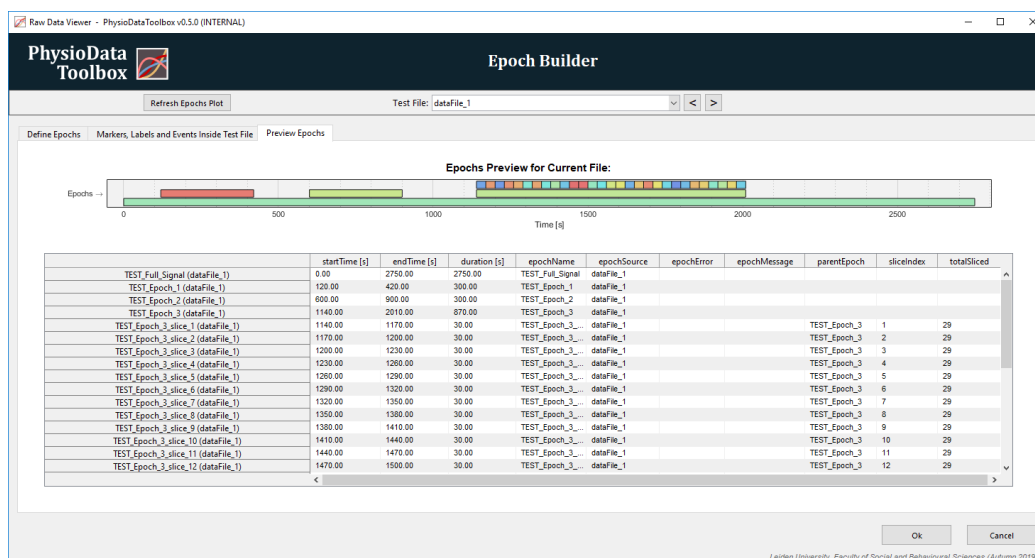 Raw Data Viewer - PhysioDataToolbox v0.5.0 (INTERNAL)
PhysioData
Toolbox
Epoch Builder
Refresh Epochs Plot
Test File: dataFile_1
< >
Define Epochs Markers, Labels and Events Inside Test File Preview Epochs
Epochs Preview for Current File:
Epochs →
0 500 1000 1500 2000 2500
Time [s]
startTime [s] endTime [s] duration [s] epochName epochSource epochError epochMessage parentEpoch sliceIndex totalSliced
TEST_Full_Signal (dataFile_1) 0.00 2750.00 2750.00 TEST_Full_Signal dataFile_1
TEST_Epoch_1 (dataFile_1) 120.00 420.00 300.00 TEST_Epoch_1 dataFile_1
TEST_Epoch_2 (dataFile_1) 600.00 900.00 300.00 TEST_Epoch_2 dataFile_1
TEST_Epoch_3 (dataFile_1) 1140.00 2010.00 870.00 TEST_Epoch_3 dataFile_1
TEST_Epoch_3_slice_1 (dataFile_1) 1140.00 1170.00 30.00 TEST_Epoch_3_... dataFile_1 TEST_Epoch_3 1 29
TEST_Epoch_3_slice_2 (dataFile_1) 1170.00 1200.00 30.00 TEST_Epoch_3_... dataFile_1 TEST_Epoch_3 2 29
TEST_Epoch_3_slice_3 (dataFile_1) 1200.00 1230.00 30.00 TEST_Epoch_3_... dataFile_1 TEST_Epoch_3 3 29
TEST_Epoch_3_slice_4 (dataFile_1) 1230.00 1260.00 30.00 TEST_Epoch_3_... dataFile_1 TEST_Epoch_3 4 29
TEST_Epoch_3_slice_5 (dataFile_1) 1260.00 1290.00 30.00 TEST_Epoch_3_... dataFile_1 TEST_Epoch_3 5 29
TEST_Epoch_3_slice_6 (dataFile_1) 1290.00 1320.00 30.00 TEST_Epoch_3_... dataFile_1 TEST_Epoch_3 6 29
TEST_Epoch_3_slice_7 (dataFile_1) 1320.00 1350.00 30.00 TEST_Epoch_3_... dataFile_1 TEST_Epoch_3 7 29
TEST_Epoch_3_slice_8 (dataFile_1) 1350.00 1380.00 30.00 TEST_Epoch_3_... dataFile_1 TEST_Epoch_3 8 29
TEST_Epoch_3_slice_9 (dataFile_1) 1380.00 1410.00 30.00 TEST_Epoch_3_... dataFile_1 TEST_Epoch_3 9 29
TEST_Epoch_3_slice_10 (dataFile_1) 1410.00 1440.00 30.00 TEST_Epoch_3_... dataFile_1 TEST_Epoch_3 10 29
TEST_Epoch_3_slice_11 (dataFile_1) 1440.00 1470.00 30.00 TEST_Epoch_3_... dataFile_1 TEST_Epoch_3 11 29
TEST_Epoch_3_slice_12 (dataFile_1) 1470.00 1500.00 30.00 TEST_Epoch_3_... dataFile_1 TEST_Epoch_3 12 29
Ok Cancel
Leiden University, Faculty of Social and Behavioural Sciences (Autumn 2019